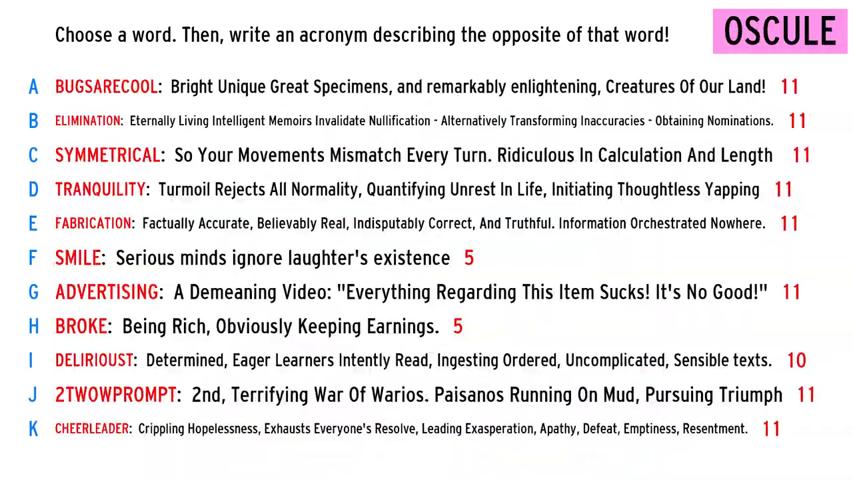 Choose a word. Then, write an acronym describing the opposite of that word!
OSCULE
A BUGSARECOOL: Bright Unique Great Specimens, and remarkably enlightening, Creatures Of Our Land! 11
B ELIMINATION: Eternally Living Intelligent Memoirs Invalidate Nullification - Alternatively Transforming Inaccuracies - Obtaining Nominations. 11
C SYMMETRICAL: So Your Movements Mismatch Every Turn. Ridiculous In Calculation And Length 11
D TRANQUILITY: Turmoil Rejects All Normality, Quantifying Unrest In Life, Initiating Thoughtless Yapping 11
E FABRICATION: Factually Accurate, Believably Real, Indisputably Correct, And Truthful. Information Orchestrated Nowhere. 11
F SMILE: Serious minds ignore laughter's existence 5
G ADVERTISING: A Demeaning Video: "Everything Regarding This Item Sucks! It's No Good!" 11
H BROKE: Being Rich, Obviously Keeping Earnings. 5
I DELIRIOUST: Determined, Eager Learners Intently Read, Ingesting Ordered, Uncomplicated, Sensible texts. 10
J 2TWOWPROMPT: 2nd, Terrifying War Of Warios. Paisanos Running On Mud, Pursuing Triumph 11
K CHEERLEADER: Crippling Hopelessness, Exhausts Everyone's Resolve, Leading Exasperation, Apathy, Defeat, Emptiness, Resentment. 11